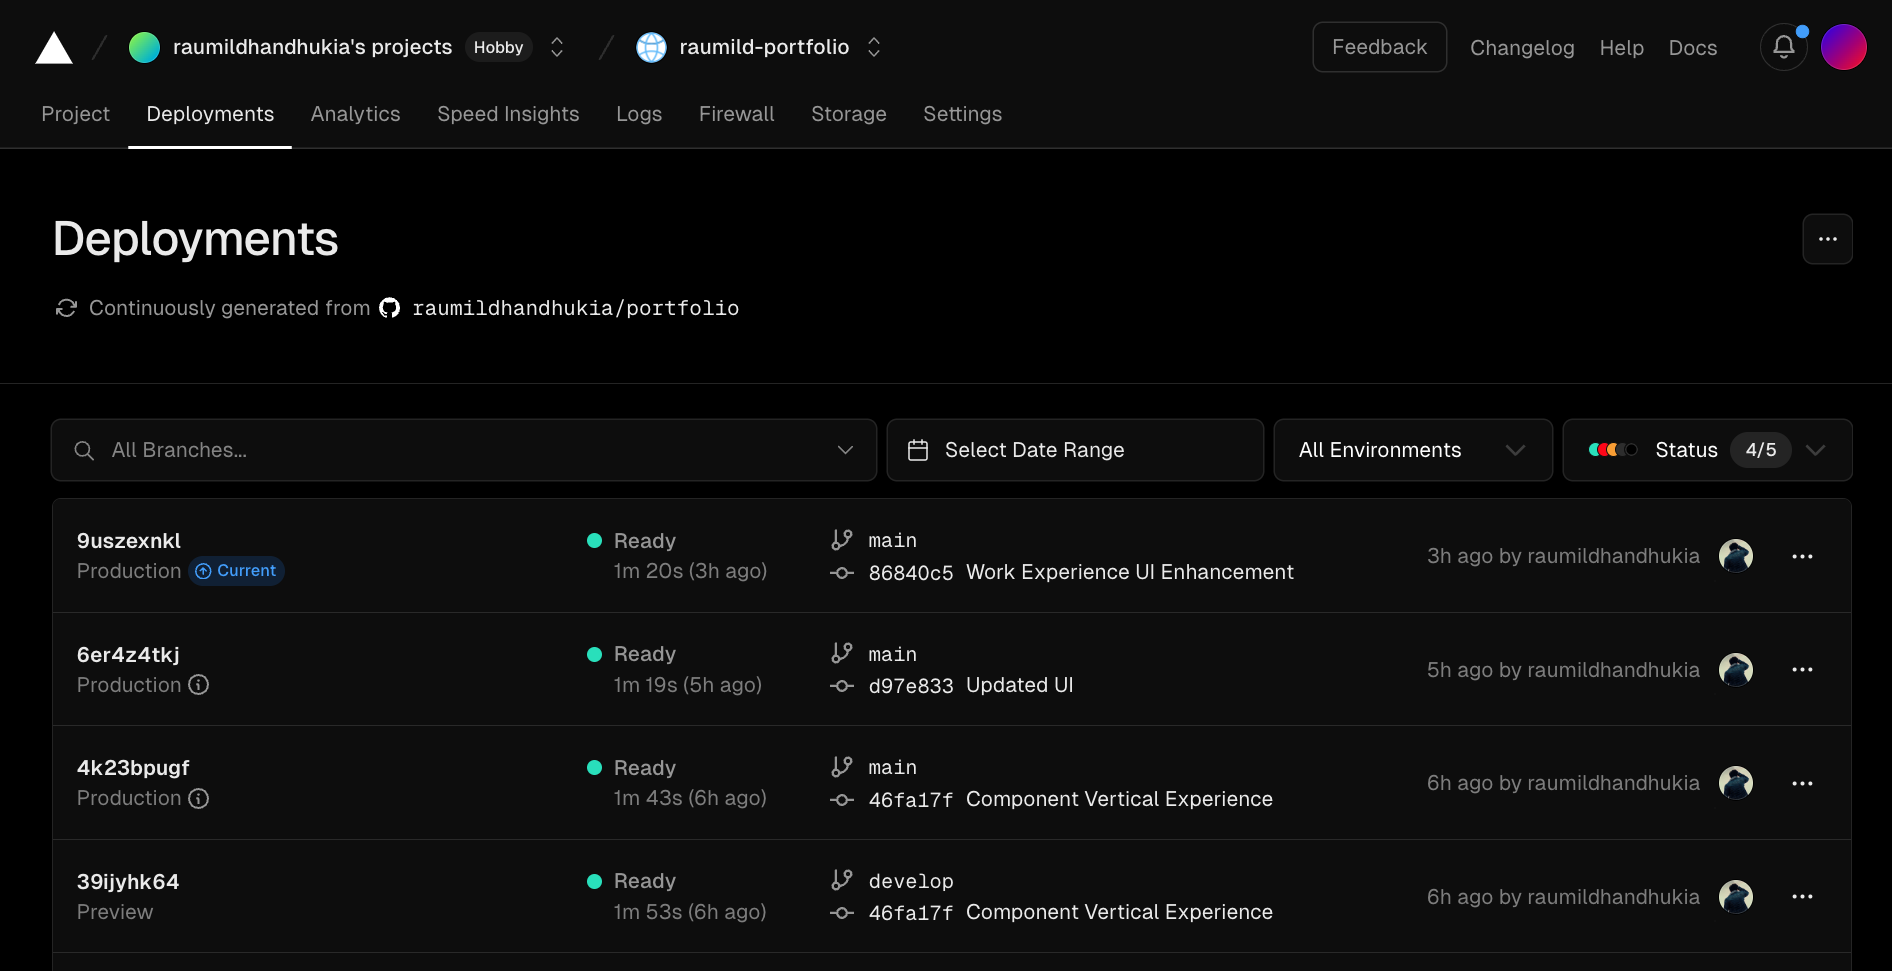 raumildhandhukia's projects Hobby raumild-portfolio Feedback Changelog Help Docs
Project Deployments Analytics Speed Insights Logs Firewall Storage Settings
Deployments
Continuously generated from raumildhandhukia/portfolio
All Branches... Select Date Range All Environments Status 4/5
9uszexnkl Ready main
Production Current 1m 20s (3h ago) 86840c5 Work Experience UI Enhancement 3h ago by raumildhandhukia
6er4z4tkj Ready main
Production 1m 19s (5h ago) d97e833 Updated UI 5h ago by raumildhandhukia
4k23bpugf Ready main
Production 1m 43s (6h ago) 46fa17f Component Vertical Experience 6h ago by raumildhandhukia
39ijyhk64 Ready develop
Preview 1m 53s (6h ago) 46fa17f Component Vertical Experience 6h ago by raumildhandhukia